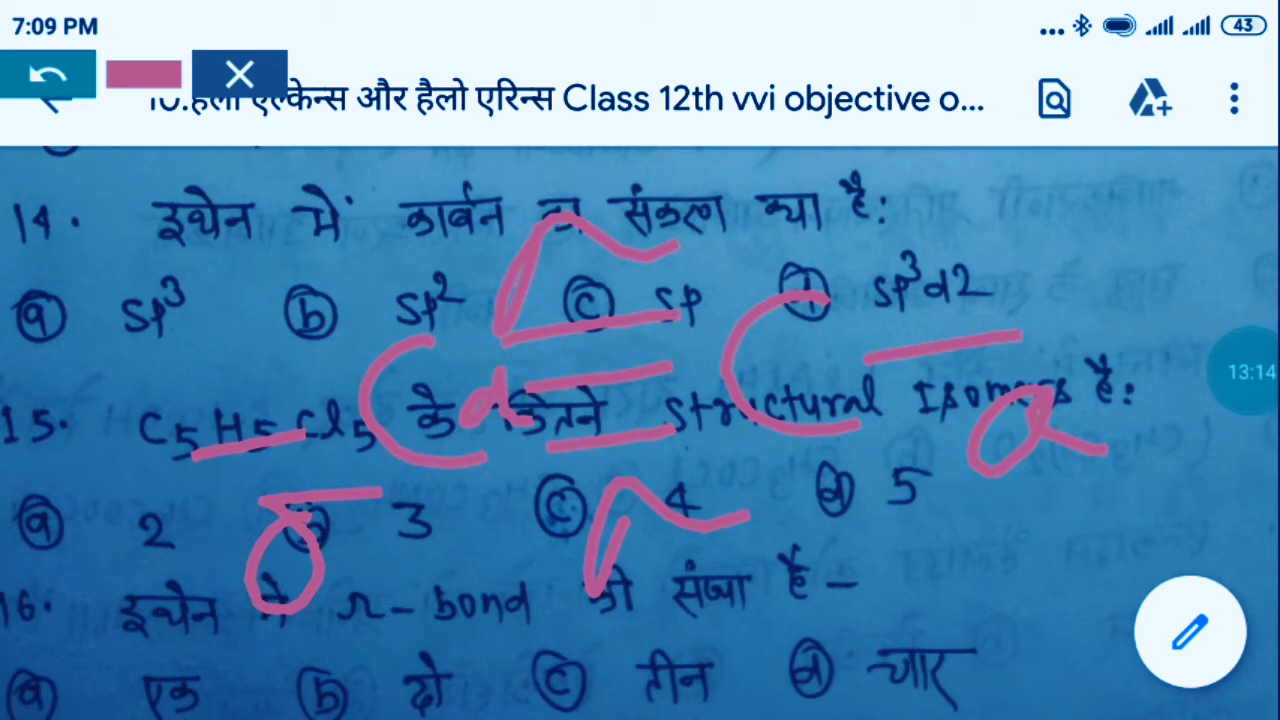 7:09 PM
43
10.हैलो एल्केन्स और हैलो एरिन्स Class 12th vvi objective o...
14. इथेन में कार्बन का संकरण क्या है:
(a) sp³ (b) sp² (c) sp (d) sp³d2
13:14
15. C5H5Cl5 के कितने structural Isomers है:
(a) 2 (b) 3 (c) 4 (d) 5
16. इथेन में π-bond की संख्या है -
(a) एक (b) दो (c) तीन (d) चार